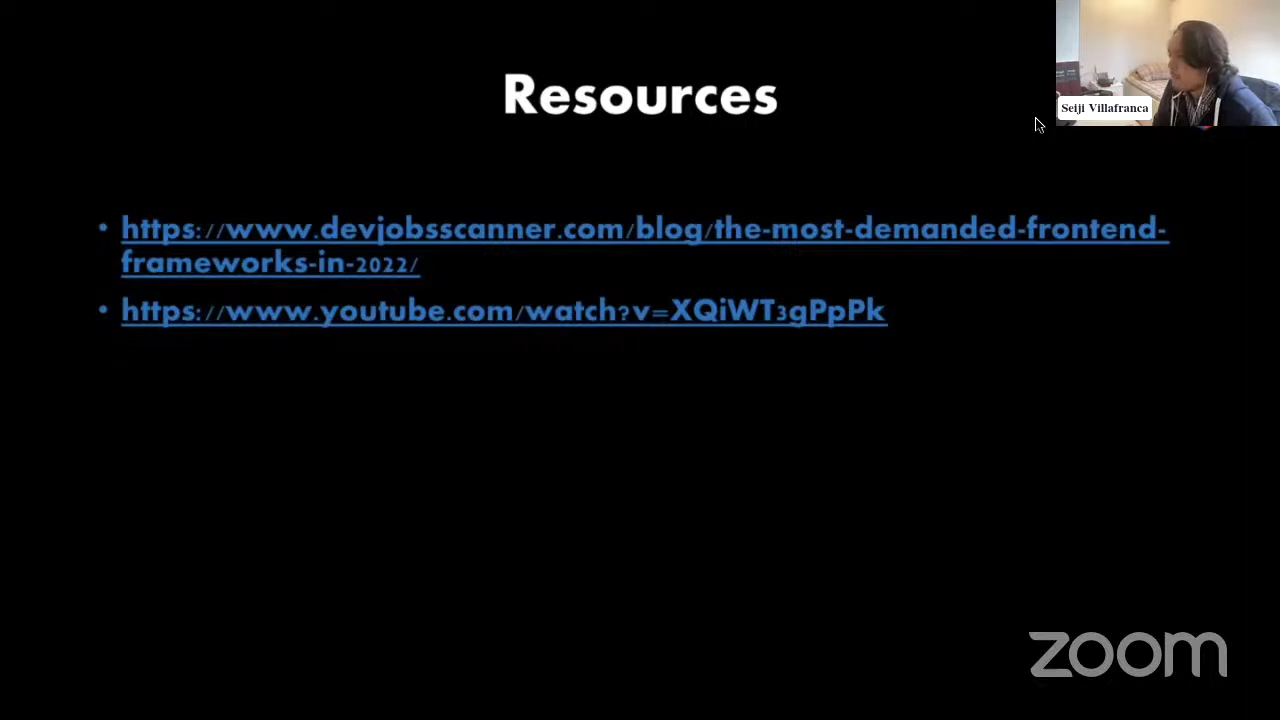 Resources
Seiji Villafranca
• https://www.devjobsscanner.com/blog/the-most-demanded-frontend-
frameworks-in-2022/
• https://www.youtube.com/watch?v=XQiWT3gPpPk
zoom